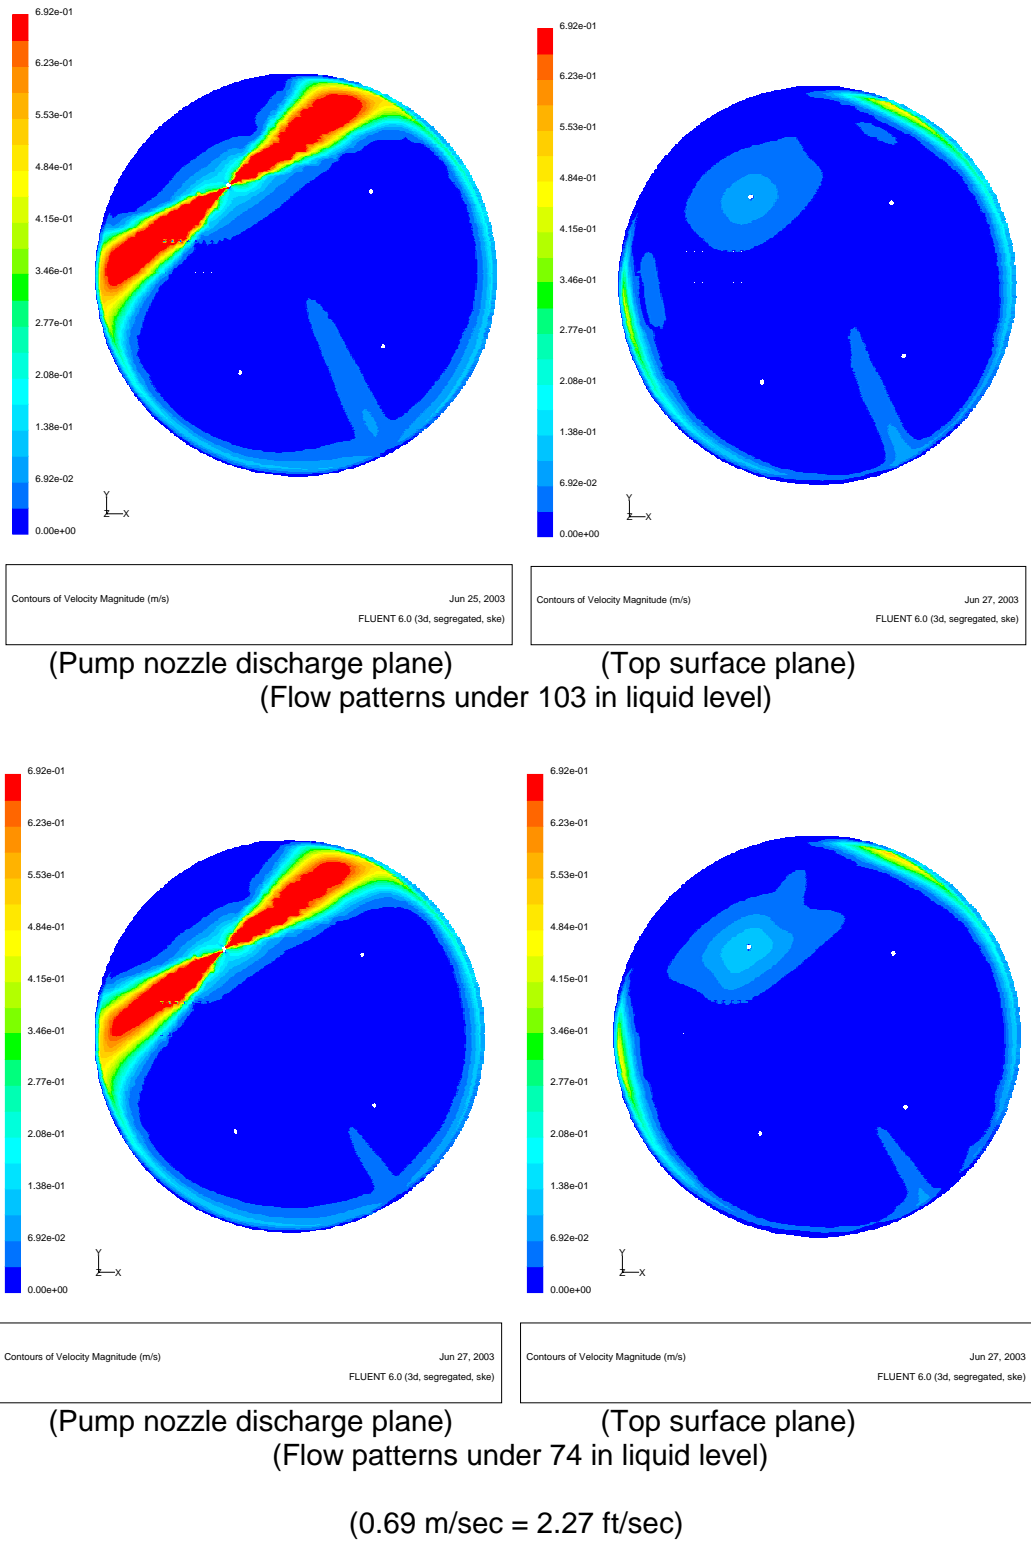 6.92e-01
6.23e-01
5.53e-01
4.84e-01
4.15e-01
3.46e-01
2.77e-01
2.08e-01
1.38e-01
6.92e-02
0.00e+00
Y
Z X
Contours of Velocity Magnitude (m/s)
Jun 25, 2003
FLUENT 6.0 (3d, segregated, ske)
6.92e-01
6.23e-01
5.53e-01
4.84e-01
4.15e-01
3.46e-01
2.77e-01
2.08e-01
1.38e-01
6.92e-02
0.00e+00
Y
Z X
Contours of Velocity Magnitude (m/s)
Jun 27, 2003
FLUENT 6.0 (3d, segregated, ske)
(Pump nozzle discharge plane) (Top surface plane)
(Flow patterns under 103 in liquid level)
6.92e-01
6.23e-01
5.53e-01
4.84e-01
4.15e-01
3.46e-01
2.77e-01
2.08e-01
1.38e-01
6.92e-02
0.00e+00
Y
Z X
Contours of Velocity Magnitude (m/s)
Jun 27, 2003
FLUENT 6.0 (3d, segregated, ske)
6.92e-01
6.23e-01
5.53e-01
4.84e-01
4.15e-01
3.46e-01
2.77e-01
2.08e-01
1.38e-01
6.92e-02
0.00e+00
Y
Z X
Contours of Velocity Magnitude (m/s)
Jun 27, 2003
FLUENT 6.0 (3d, segregated, ske)
(Pump nozzle discharge plane) (Top surface plane)
(Flow patterns under 74 in liquid level)
(0.69 m/sec = 2.27 ft/sec)